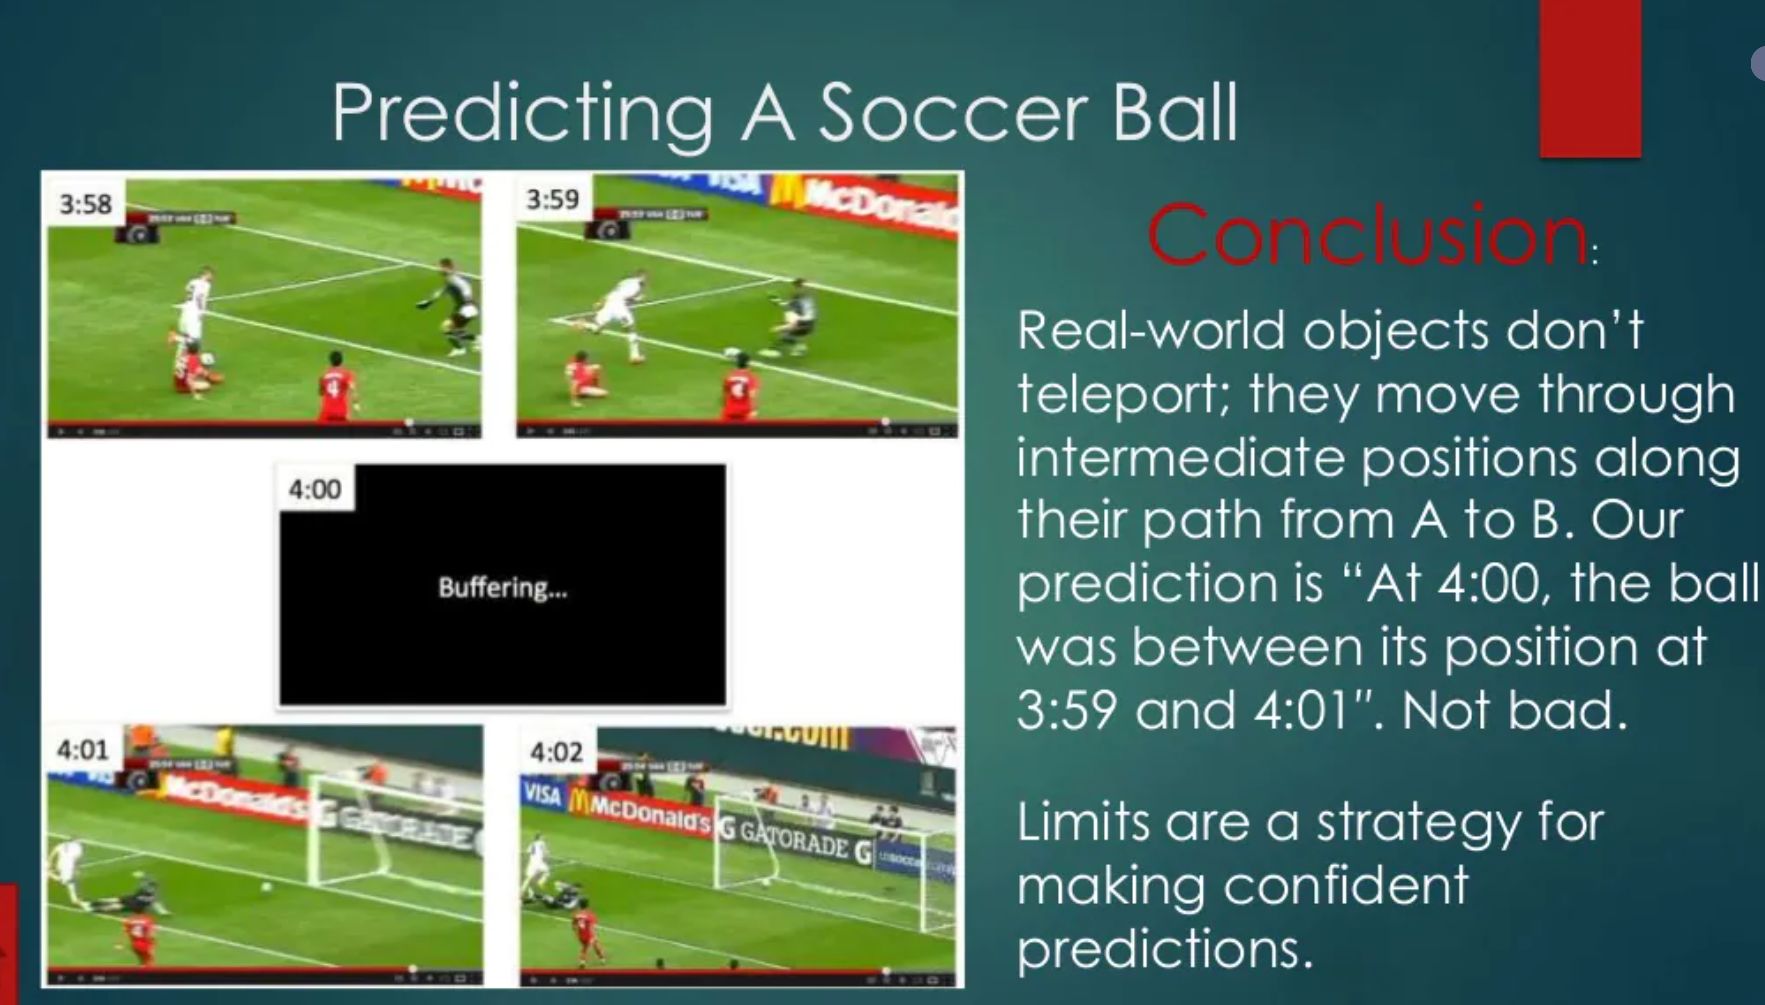 Predicting A Soccer Ball
3:58
3:59
VISA McDonald
4:00
Buffering...
4:01
McDonald's GATORADE
4:02
VISA McDonald's G GATORADE G
Conclusion:
Real-world objects don’t
teleport; they move through
intermediate positions along
their path from A to B. Our
prediction is “At 4:00, the ball
was between its position at
3:59 and 4:01”. Not bad.
Limits are a strategy for
making confident
predictions.